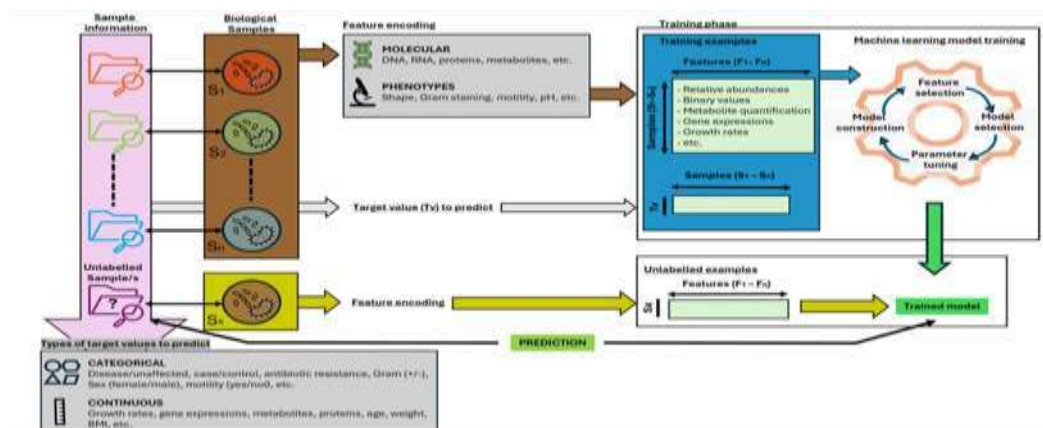 Sample
information
Biological
Samples
S1
S2
Sn
Unlabelled
Sample/s
?
Sx
Feature encoding
MOLECULAR
DNA, RNA, proteins, metabolites, etc.
PHENOTYPES
Shape, Gram staining, motility, pH, etc.
Target value (Tv) to predict
Feature encoding
Training phase
Training examples
Features (F1- Fn)
Samples (S1-Sn)
- Relative abundances
- Binary values
- Metabolite quantification
- Gene expressions
- Growth rates
- etc.
Samples (S1 – Sn)
Tv
Machine learning model training
Feature
selection
Model
selection
Parameter
tuning
Model
construction
Unlabelled examples
Features (F1 – Fn)
Sx
Trained model
PREDICTION
Types of target values to predict
CATEGORICAL
Disease/unaffected, case/control, antibiotic resistance, Gram (+/-),
Sex (female/male), motility (yes/no0, etc.
CONTINUOUS
Growth rates, gene expressions, metabolites, proteins, age, weight,
BMI, etc.